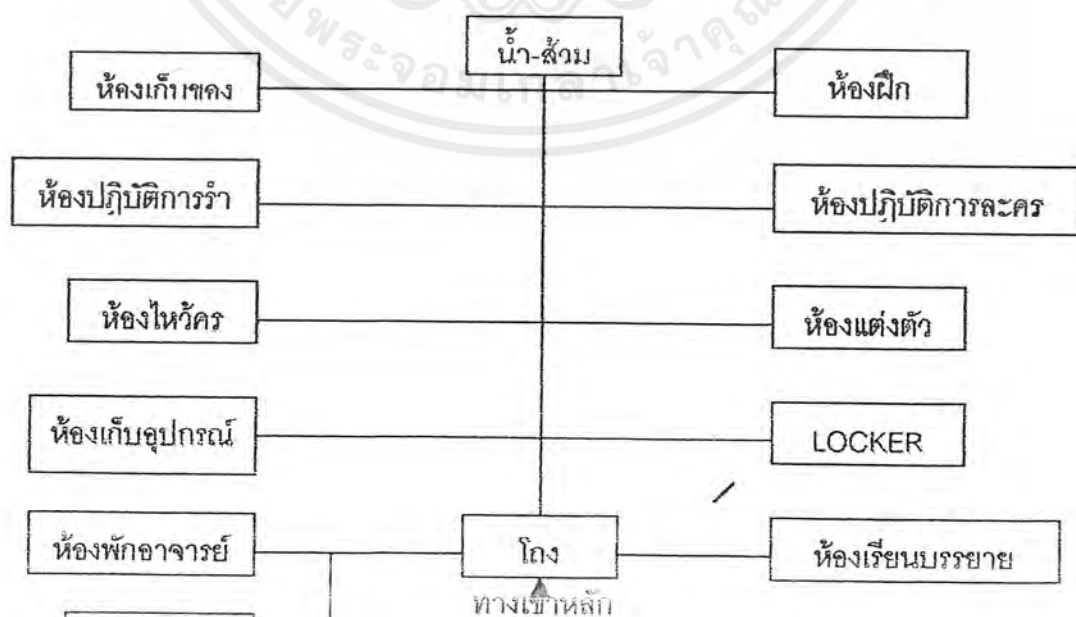 น้ำ-ส้วม
ห้องเก็บของ
ห้องฝึก
ห้องปฏิบัติการรำ
ห้องปฏิบัติการละคร
ห้องไหว้คร
ห้องแต่งตัว
ห้องเก็บอุปกรณ์
LOCKER
ห้องพักอาจารย์
โถง
ห้องเรียนบรรยาย
ทางเข้าหลัก